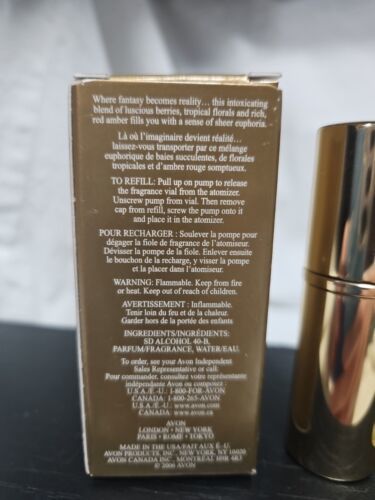 Where fantasy becomes reality... this intoxicating
blend of luscious berries, tropical florals and rich,
red amber fills you with a sense of sheer euphoria.
Là où l'imaginaire devient réalité...
laissez-vous transporter par ce mélange
euphorique de baies succulentes, de florales
tropicales et d'ambre rouge somptueux.
TO REFILL: Pull up on pump to release
the fragrance vial from the atomizer.
Unscrew pump from vial. Then remove
cap from refill, screw the pump onto it
and place it in the atomizer.
POUR RECHARGER : Soulever la pompe pour
dégager la fiole de fragrance de l'atomiseur.
Dévisser la pompe de la fiole. Enlever ensuite
le bouchon de la recharge, y visser la pompe
et la placer dans l'atomiseur.
WARNING: Flammable. Keep from fire
or heat. Keep out of reach of children.
AVERTISSEMENT : Inflammable.
Tenir loin du feu et de la chaleur.
Garder hors de la portée des enfants
INGREDIENTS/INGRÉDIENTS:
SD ALCOHOL 40-B,
PARFUM/FRAGRANCE, WATER/EAU.
To order, see your Avon Independent
Sales Representative or call:
Pour commander, consultez votre représentante
indépendante Avon ou composez :
U.S.A./É.-U.: 1-800-FOR-AVON
CANADA: 1-800-265-AVON
U.S.A./É.-U.: www.avon.com
CANADA: www.avon.ca
AVON
LONDON • NEW YORK
PARIS • ROME • TOKYO
MADE IN THE USA/FAIT AUX É-U.
AVON PRODUCTS, INC. NEW YORK, NY 10020
AVON CANADA INC. MONTRÉAL H9R 4R3
© 2006 AVON